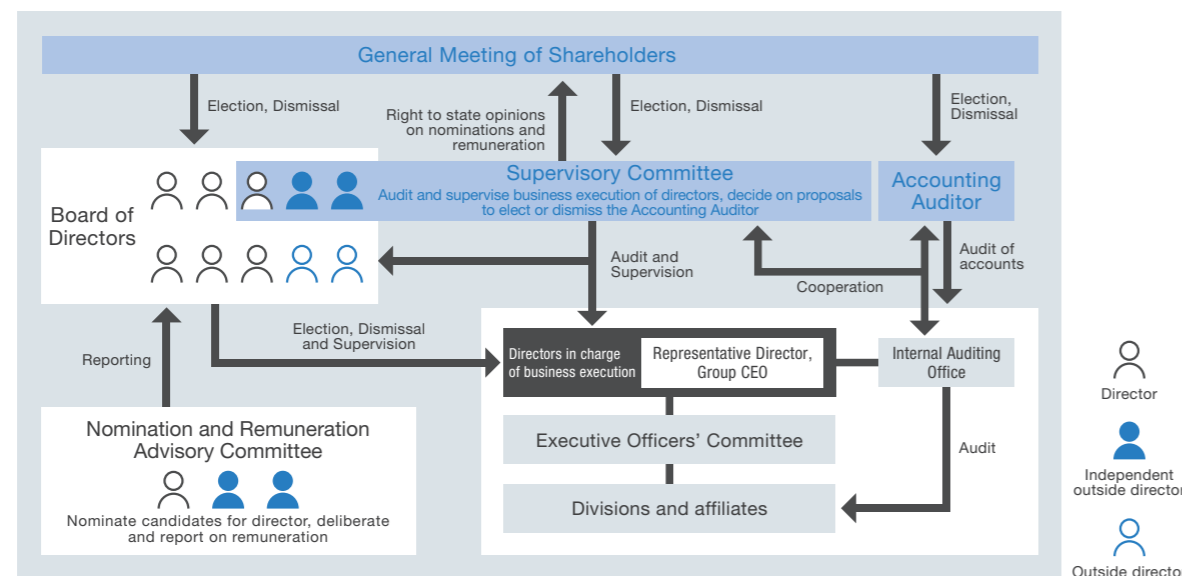 General Meeting of Shareholders
Election, Dismissal
Right to state opinions
on nominations and
remuneration
Election, Dismissal
Election,
Dismissal
Board of
Directors
Supervisory Committee
Audit and supervise business execution of directors, decide on proposals
to elect or dismiss the Accounting Auditor
Accounting
Auditor
Audit and
Supervision
Cooperation
Audit of
accounts
Reporting
Election, Dismissal
and Supervision
Directors in charge
of business execution
Representative Director,
Group CEO
Internal Auditing
Office
Executive Officers' Committee
Audit
Divisions and affiliates
Nomination and Remuneration
Advisory Committee
Nominate candidates for director, deliberate
and report on remuneration
Director
Independent
outside director
Outside director